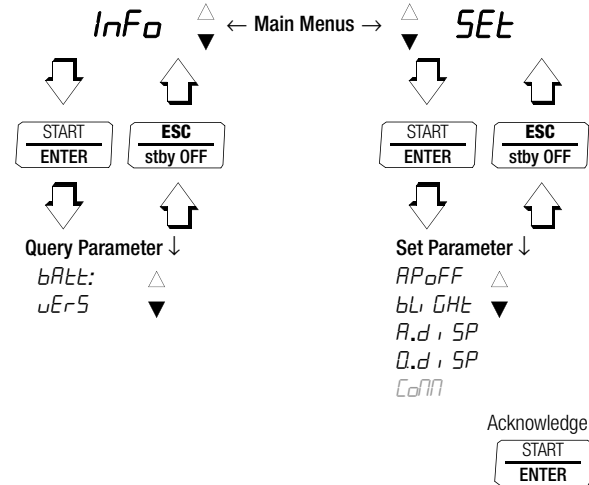 InFo △ ▼ ← Main Menus → △ ▼ SEt
START ESC START ESC
ENTER stby OFF ENTER stby OFF
Query Parameter ↓ Set Parameter ↓
bAtt: △ APoFF △
vErS ▼ bLiGHt ▼
A.diSP
0.diSP
CoMM
Acknowledge
START
ENTER